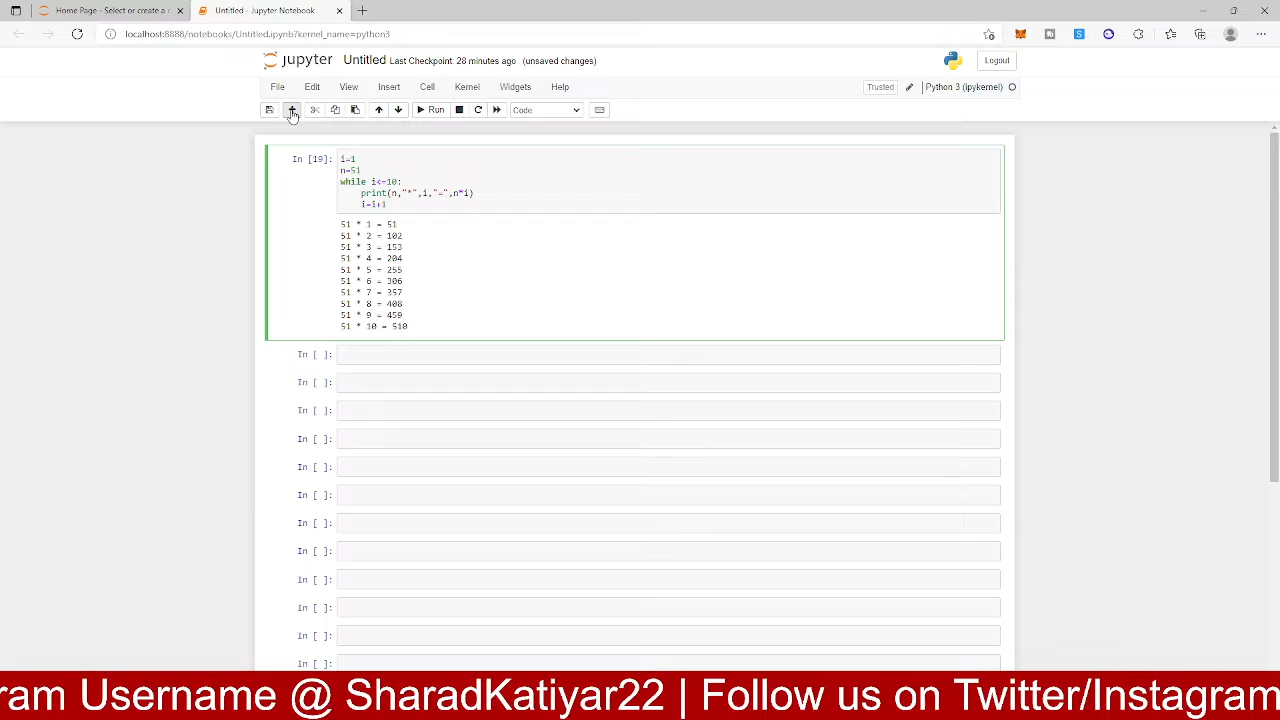 Home Page - Select or create a n
Untitled - Jupyter Notebook
localhost:8888/notebooks/Untitled.ipynb?kernel_name=python3
jupyter Untitled Last Checkpoint: 28 minutes ago (unsaved changes)
Logout
File Edit View Insert Cell Kernel Widgets Help
Trusted
Python 3 (ipykernel)
Run
Code
In [19]:
i=1
n=51
while i<=10:
    print(n,"*",i,"=",n*i)
    i=i+1
51 * 1 = 51
51 * 2 = 102
51 * 3 = 153
51 * 4 = 204
51 * 5 = 255
51 * 6 = 306
51 * 7 = 357
51 * 8 = 408
51 * 9 = 459
51 * 10 = 510
In [ ]:
In [ ]:
In [ ]:
In [ ]:
In [ ]:
In [ ]:
In [ ]:
In [ ]:
In [ ]:
In [ ]:
In [ ]:
In [ ]:
ram Username @ SharadKatiyar22 | Follow us on Twitter/Instagram